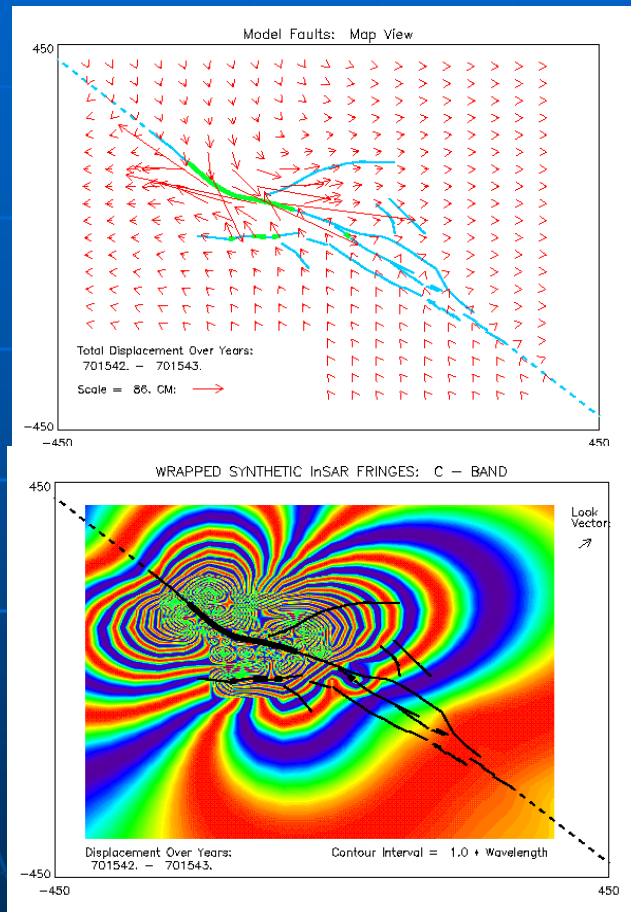 Model Faults: Map View
450
Total Displacement Over Years:
701542. - 701543.
Scale = 86. CM:
-450
-450 450
WRAPPED SYNTHETIC InSAR FRINGES: C - BAND
450
Look
Vector:
Displacement Over Years:
701542. - 701543.
Contour Interval = 1.0 * Wavelength
-450
-450 450